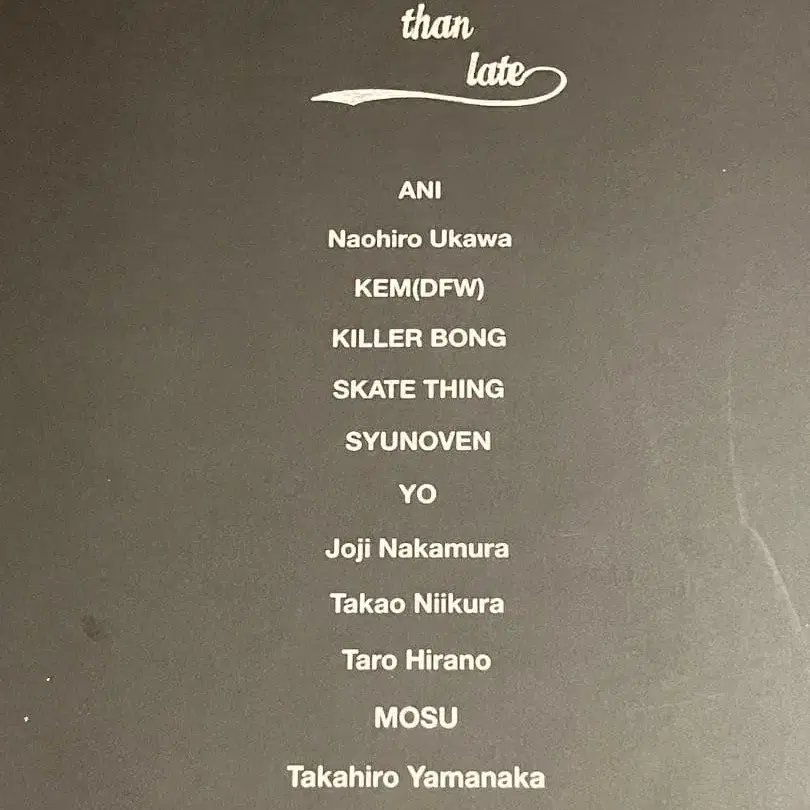 than
late
ANI
Naohiro Ukawa
KEM(DFW)
KILLER BONG
SKATE THING
SYUNOVEN
YO
Joji Nakamura
Takao Niikura
Taro Hirano
MOSU
Takahiro Yamanaka